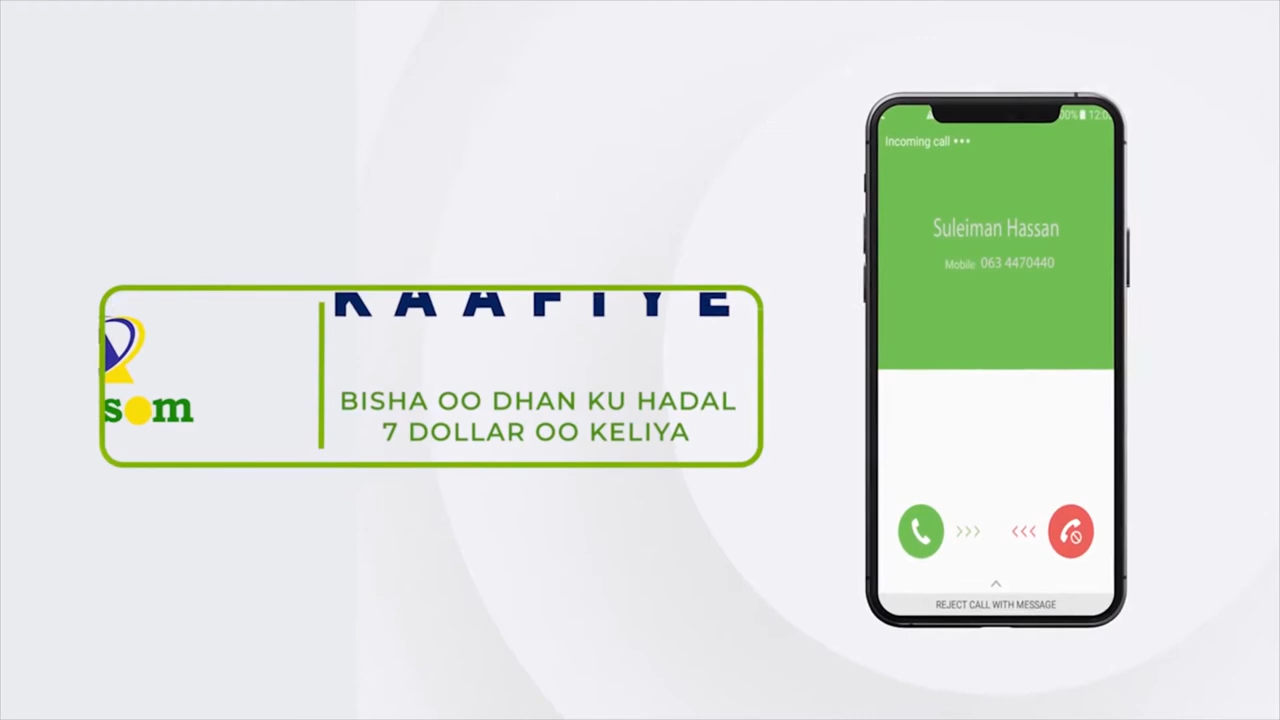 KAAFIYE
som
BISHA OO DHAN KU HADAL
7 DOLLAR OO KELIYA
Incoming call •••
Suleiman Hassan
Mobile 063 4470440
REJECT CALL WITH MESSAGE